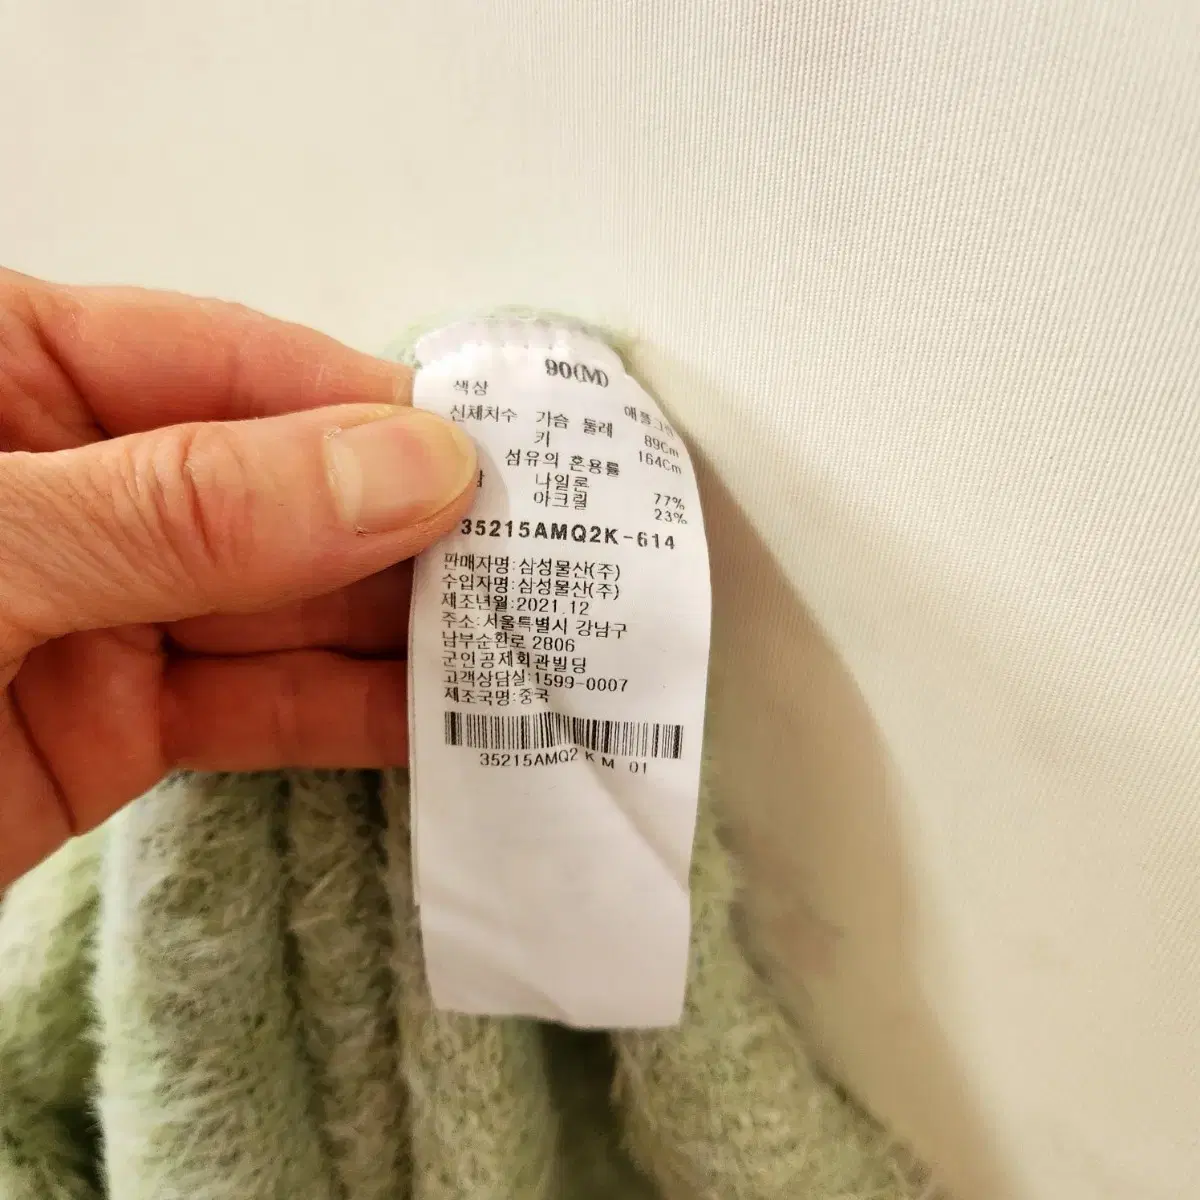 90(M)
색상
신체치수 가슴 둘레 89Cm
키 164Cm
섬유의 혼용률
나일론 77%
아크릴 23%
35215AMQ2K-614
판매자명:삼성물산(주)
수입자명:삼성물산(주)
제조년월:2021.12
주소:서울특별시 강남구
남부순환로 2806
군인공제회관빌딩
고객상담실:1599-0007
제조국명:중국
35215AMQ2 K M 01